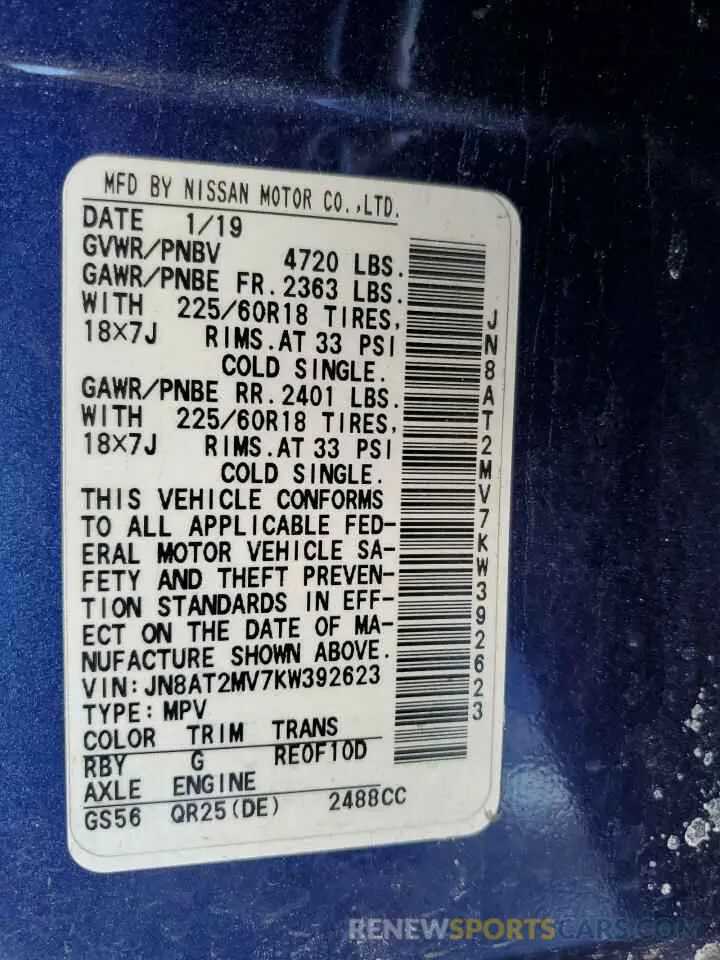 MFD BY NISSAN MOTOR CO.,LTD.
DATE 1/19
GVWR/PNBV 4720 LBS.
GAWR/PNBE FR. 2363 LBS.
WITH 225/60R18 TIRES,
18×7J RIMS.AT 33 PSI
COLD SINGLE.
GAWR/PNBE RR. 2401 LBS.
WITH 225/60R18 TIRES,
18×7J RIMS.AT 33 PSI
COLD SINGLE.
THIS VEHICLE CONFORMS
TO ALL APPLICABLE FED-
ERAL MOTOR VEHICLE SA-
FETY AND THEFT PREVEN-
TION STANDARDS IN EFF-
ECT ON THE DATE OF MA-
NUFACTURE SHOWN ABOVE.
VIN:JN8AT2MV7KW392623
TYPE:MPV
COLOR TRIM TRANS
RBY G RE0F10D
AXLE ENGINE
GS56 QR25(DE) 2488CC
JN8AT2MV7KW392623
RENEWSPORTSCARS.COM